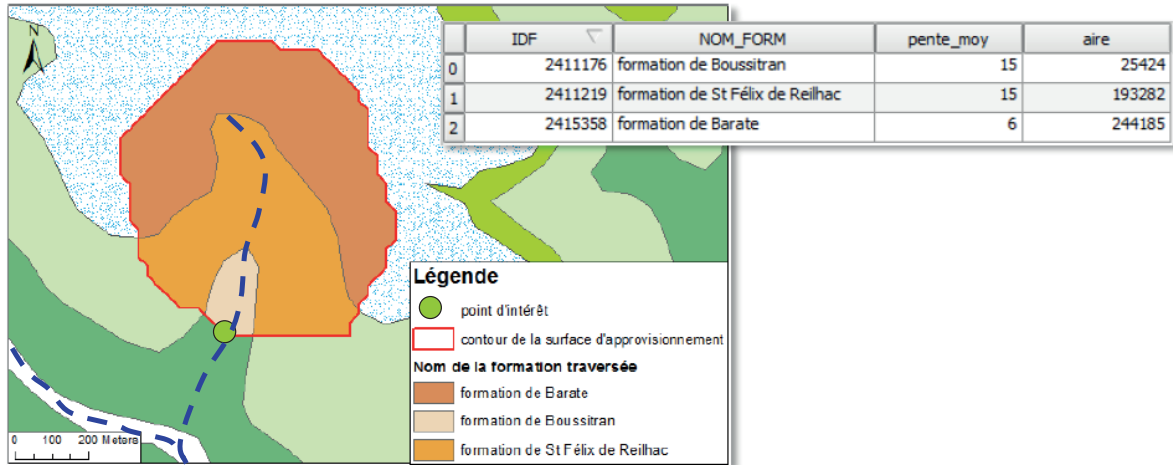 N
IDF NOM_FORM pente_moy aire
0 2411176 formation de Boussitran 15 25424
1 2411219 formation de St Félix de Reilhac 15 193282
2 2415358 formation de Barate 6 244185
Légende
point d'intérêt
contour de la surface d'approvisionnement
Nom de la formation traversée
formation de Barate
formation de Boussitran
formation de St Félix de Reilhac
0 100 200 Meters